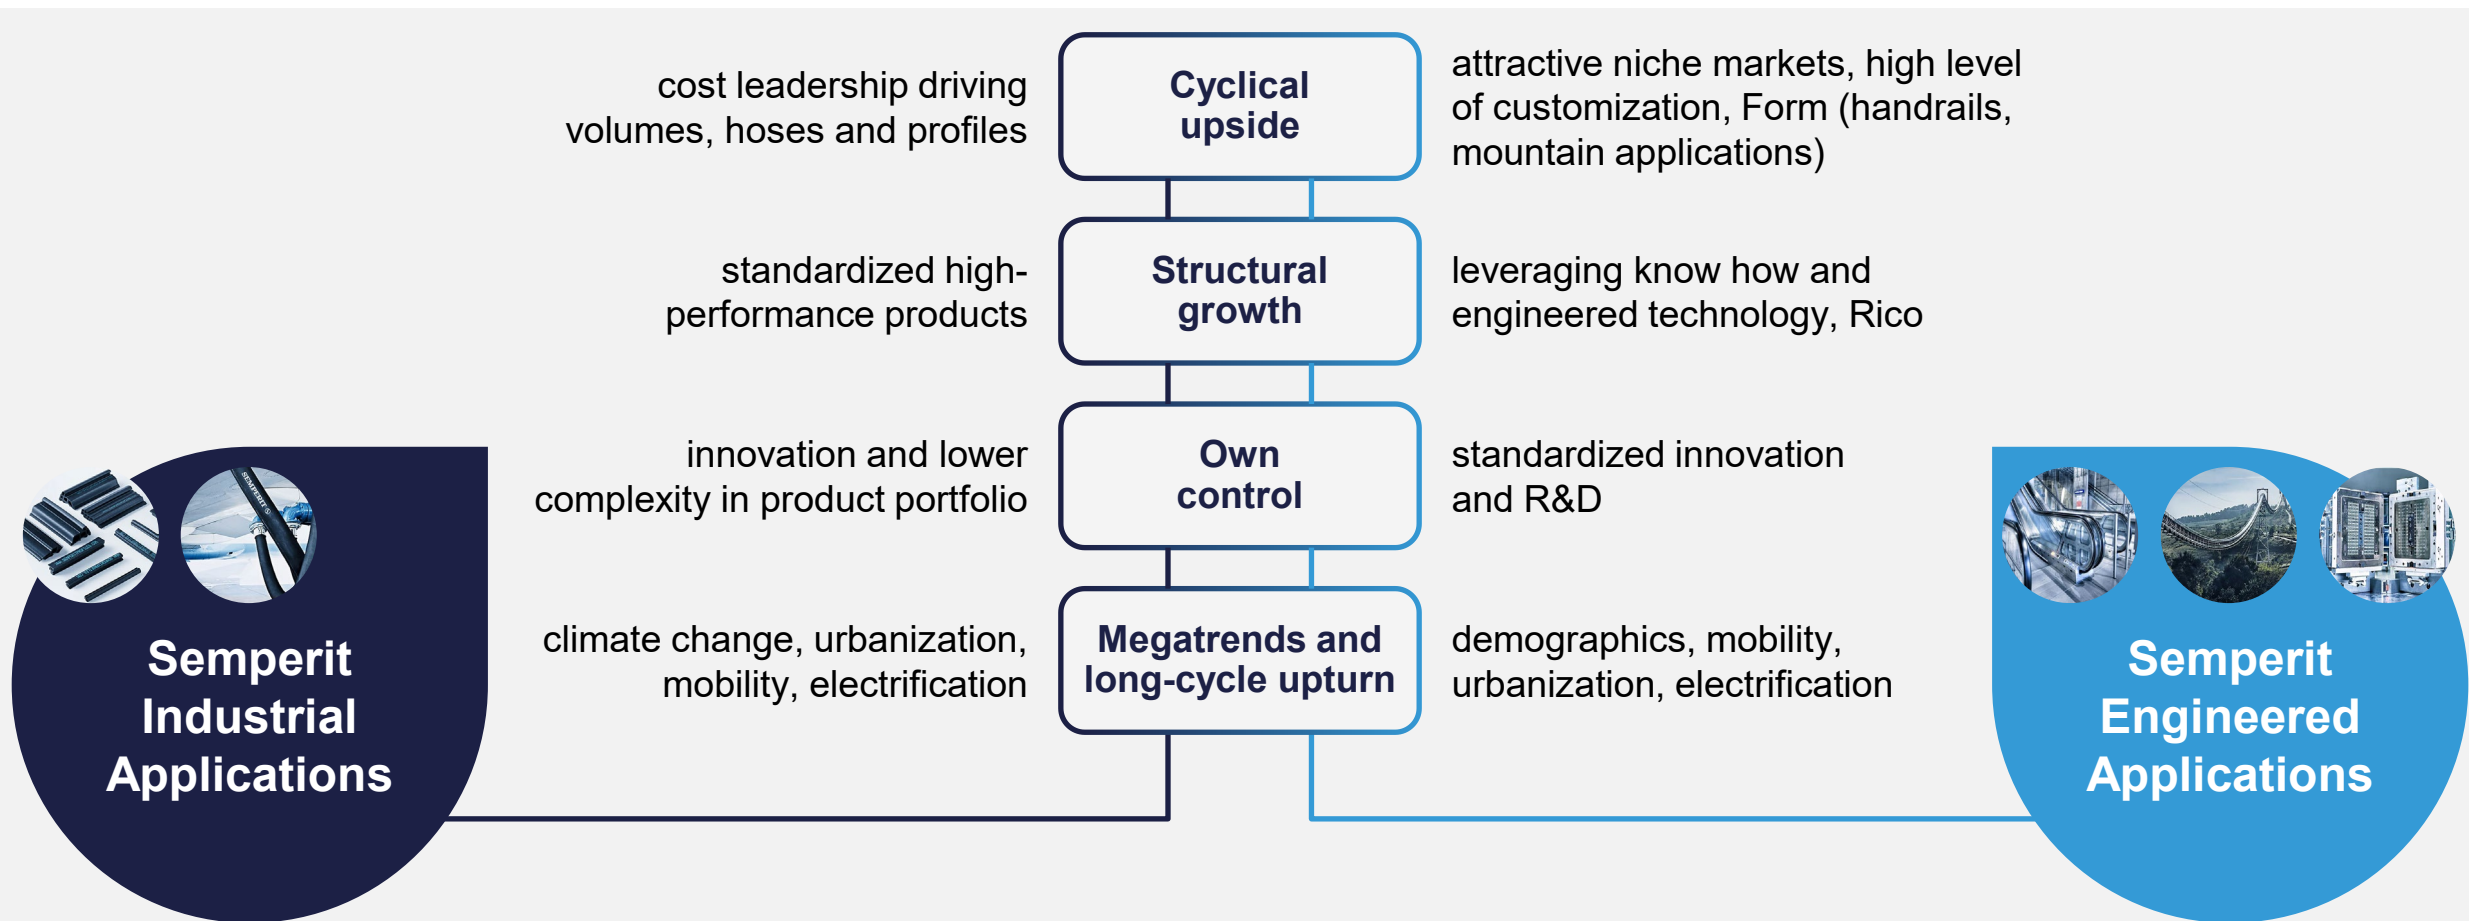 cost leadership driving
volumes, hoses and profiles
Cyclical
upside
attractive niche markets, high level
of customization, Form (handrails,
mountain applications)
standardized high-
performance products
Structural
growth
leveraging know how and
engineered technology, Rico
innovation and lower
complexity in product portfolio
Own
control
standardized innovation
and R&D
climate change, urbanization,
mobility, electrification
Megatrends and
long-cycle upturn
demographics, mobility,
urbanization, electrification
SEMPERIT
Semperit
Industrial
Applications
Semperit
Engineered
Applications